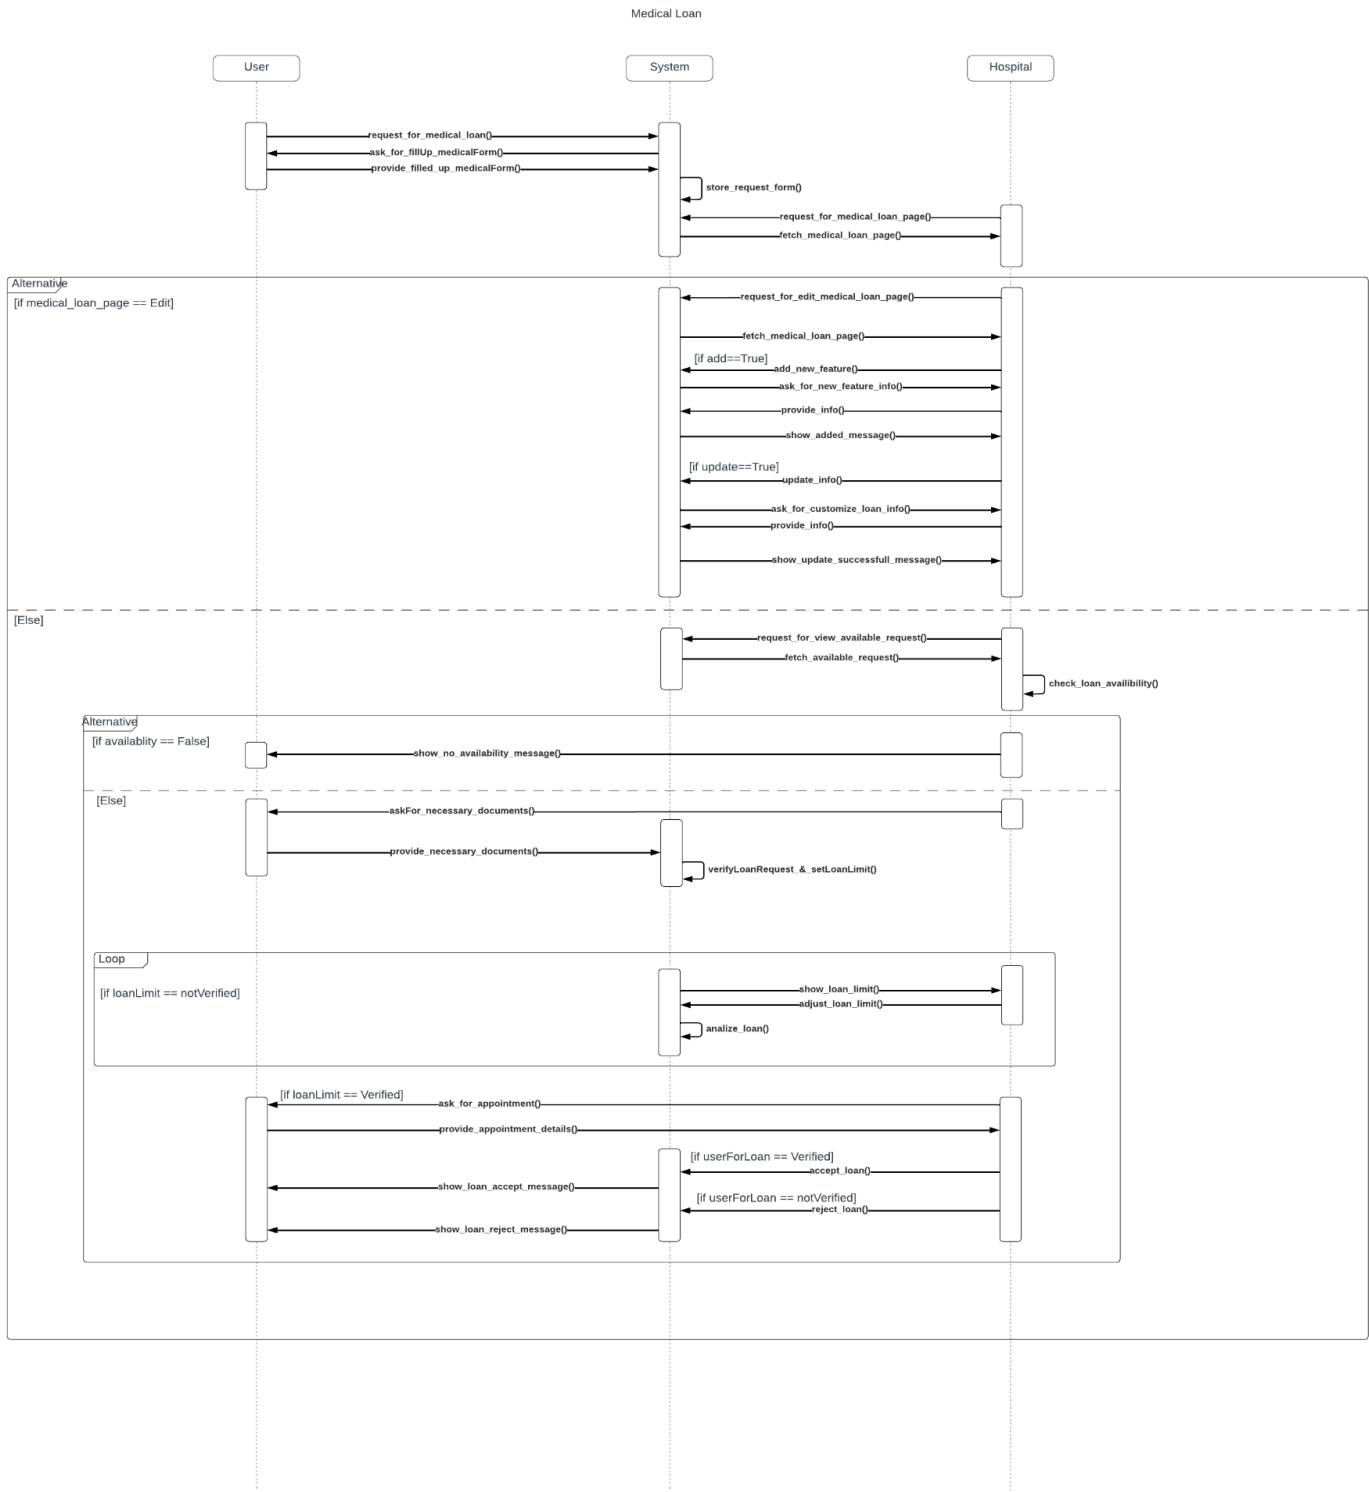 Medical Loan
User
System
Hospital
request_for_medical_loan()
ask_for_fillUp_medicalForm()
provide_filled_up_medicalForm()
store_request_form()
request_for_medical_loan_page()
fetch_medical_loan_page()
Alternative
[if medical_loan_page == Edit]
request_for_edit_medical_loan_page()
fetch_medical_loan_page()
[if add==True]
add_new_feature()
ask_for_new_feature_info()
provide_info()
show_added_message()
[if update==True]
update_info()
ask_for_customize_loan_info()
provide_info()
show_update_successfull_message()
[Else]
request_for_view_available_request()
fetch_available_request()
check_loan_availibility()
Alternative
[if availablity == False]
show_no_availability_message()
[Else]
askFor_necessary_documents()
provide_necessary_documents()
verifyLoanRequest_&_setLoanLimit()
Loop
[if loanLimit == notVerified]
show_loan_limit()
adjust_loan_limit()
analize_loan()
[if loanLimit == Verified]
ask_for_appointment()
provide_appointment_details()
[if userForLoan == Verified]
accept_loan()
show_loan_accept_message()
[if userForLoan == notVerified]
reject_loan()
show_loan_reject_message()